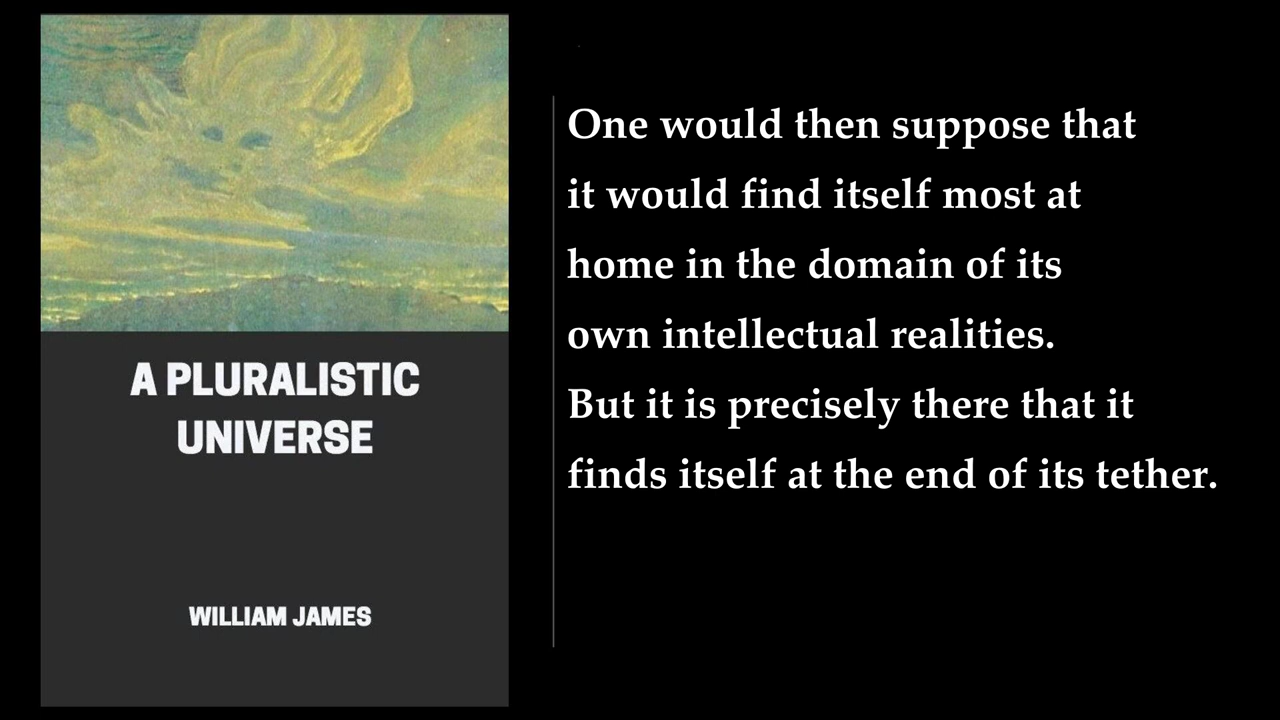 A PLURALISTIC
UNIVERSE
WILLIAM JAMES
One would then suppose that
it would find itself most at
home in the domain of its
own intellectual realities.
But it is precisely there that it
finds itself at the end of its tether.